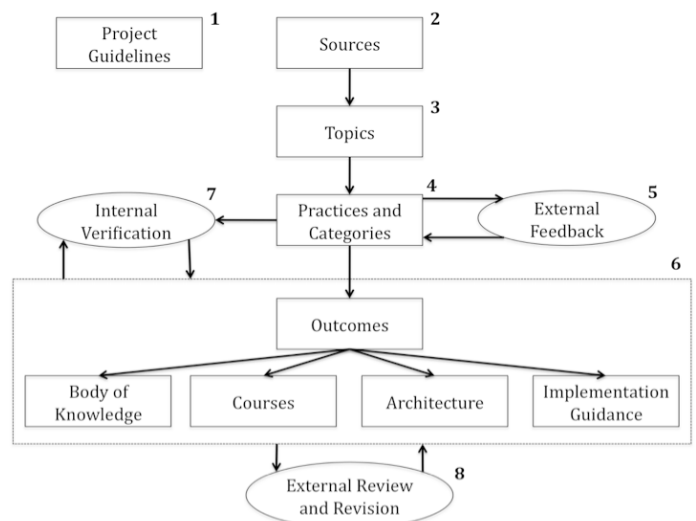 1
Project
Guidelines
2
Sources
3
Topics
4
Practices and
Categories
5
External
Feedback
7
Internal
Verification
6
Outcomes
Body of
Knowledge
Courses
Architecture
Implementation
Guidance
8
External Review
and Revision